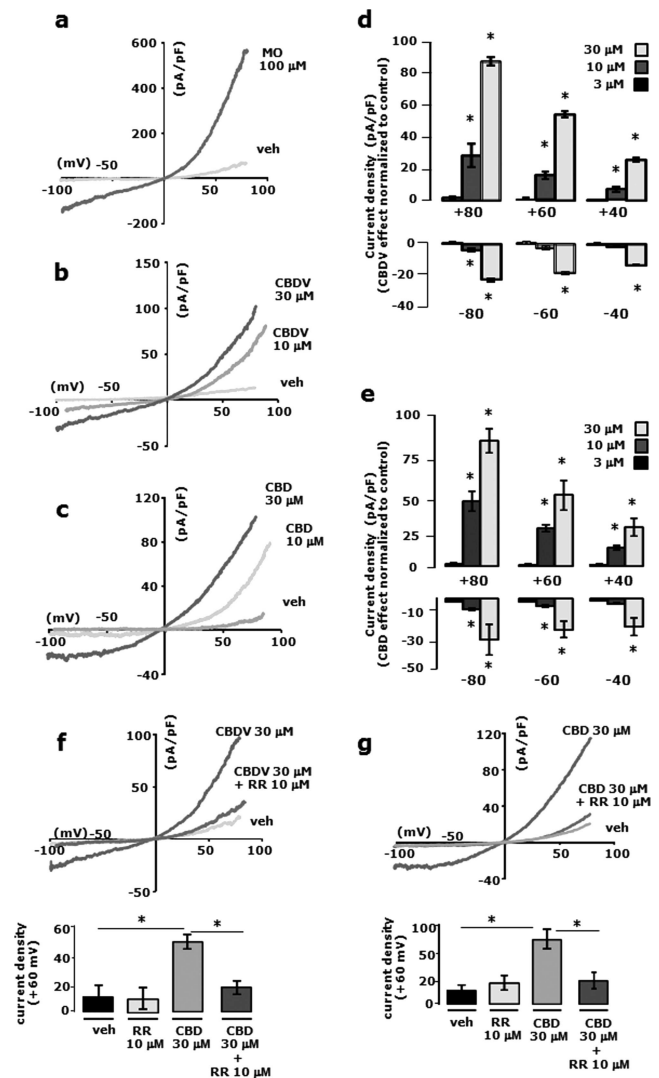 a
600
400
200
-200
(pA/pF)
MO
100 µM
veh
(mV) -50
-100
50
100
b
150
100
50
-50
(pA/pF)
CBDV
30 µM
CBDV
10 µM
veh
(mV)
-50
-100
50
100
c
120
80
40
-40
(pA/pF)
CBD
30 µM
CBD
10 µM
veh
(mV)
-50
-100
50
100
d
Current density (pA/pF)
(CBDV effect normalized to control)
100
80
60
40
20
0
30 µM
10 µM
3 µM
* * * * * *
+80 +60 +40
0
-20
-40
* * * *
-80 -60 -40
e
Current density (pA/pF)
(CBD effect normalized to control)
100
75
50
25
0
30 µM
10 µM
3 µM
* * * * * *
+80 +60 +40
-10
-30
-50
* * * * *
-80 -60 -40
f
100
50
-50
(pA/pF)
CBDV 30 µM
CBDV 30 µM
+ RR 10 µM
veh
(mV)
-50
-100
50
100
current density
(+60 mV)
60
40
20
0
* *
veh
RR
10 µM
CBD
30 µM
CBD
30 µM
+
RR 10 µM
g
120
80
40
-40
(pA/pF)
CBD 30 µM
CBD 30 µM
+ RR 10 µM
veh
(mV)
-50
-100
50
100
current density
(+60 mV)
100
60
20
0
* *
veh
RR
10 µM
CBD
30 µM
CBD
30 µM
+
RR 10 µM